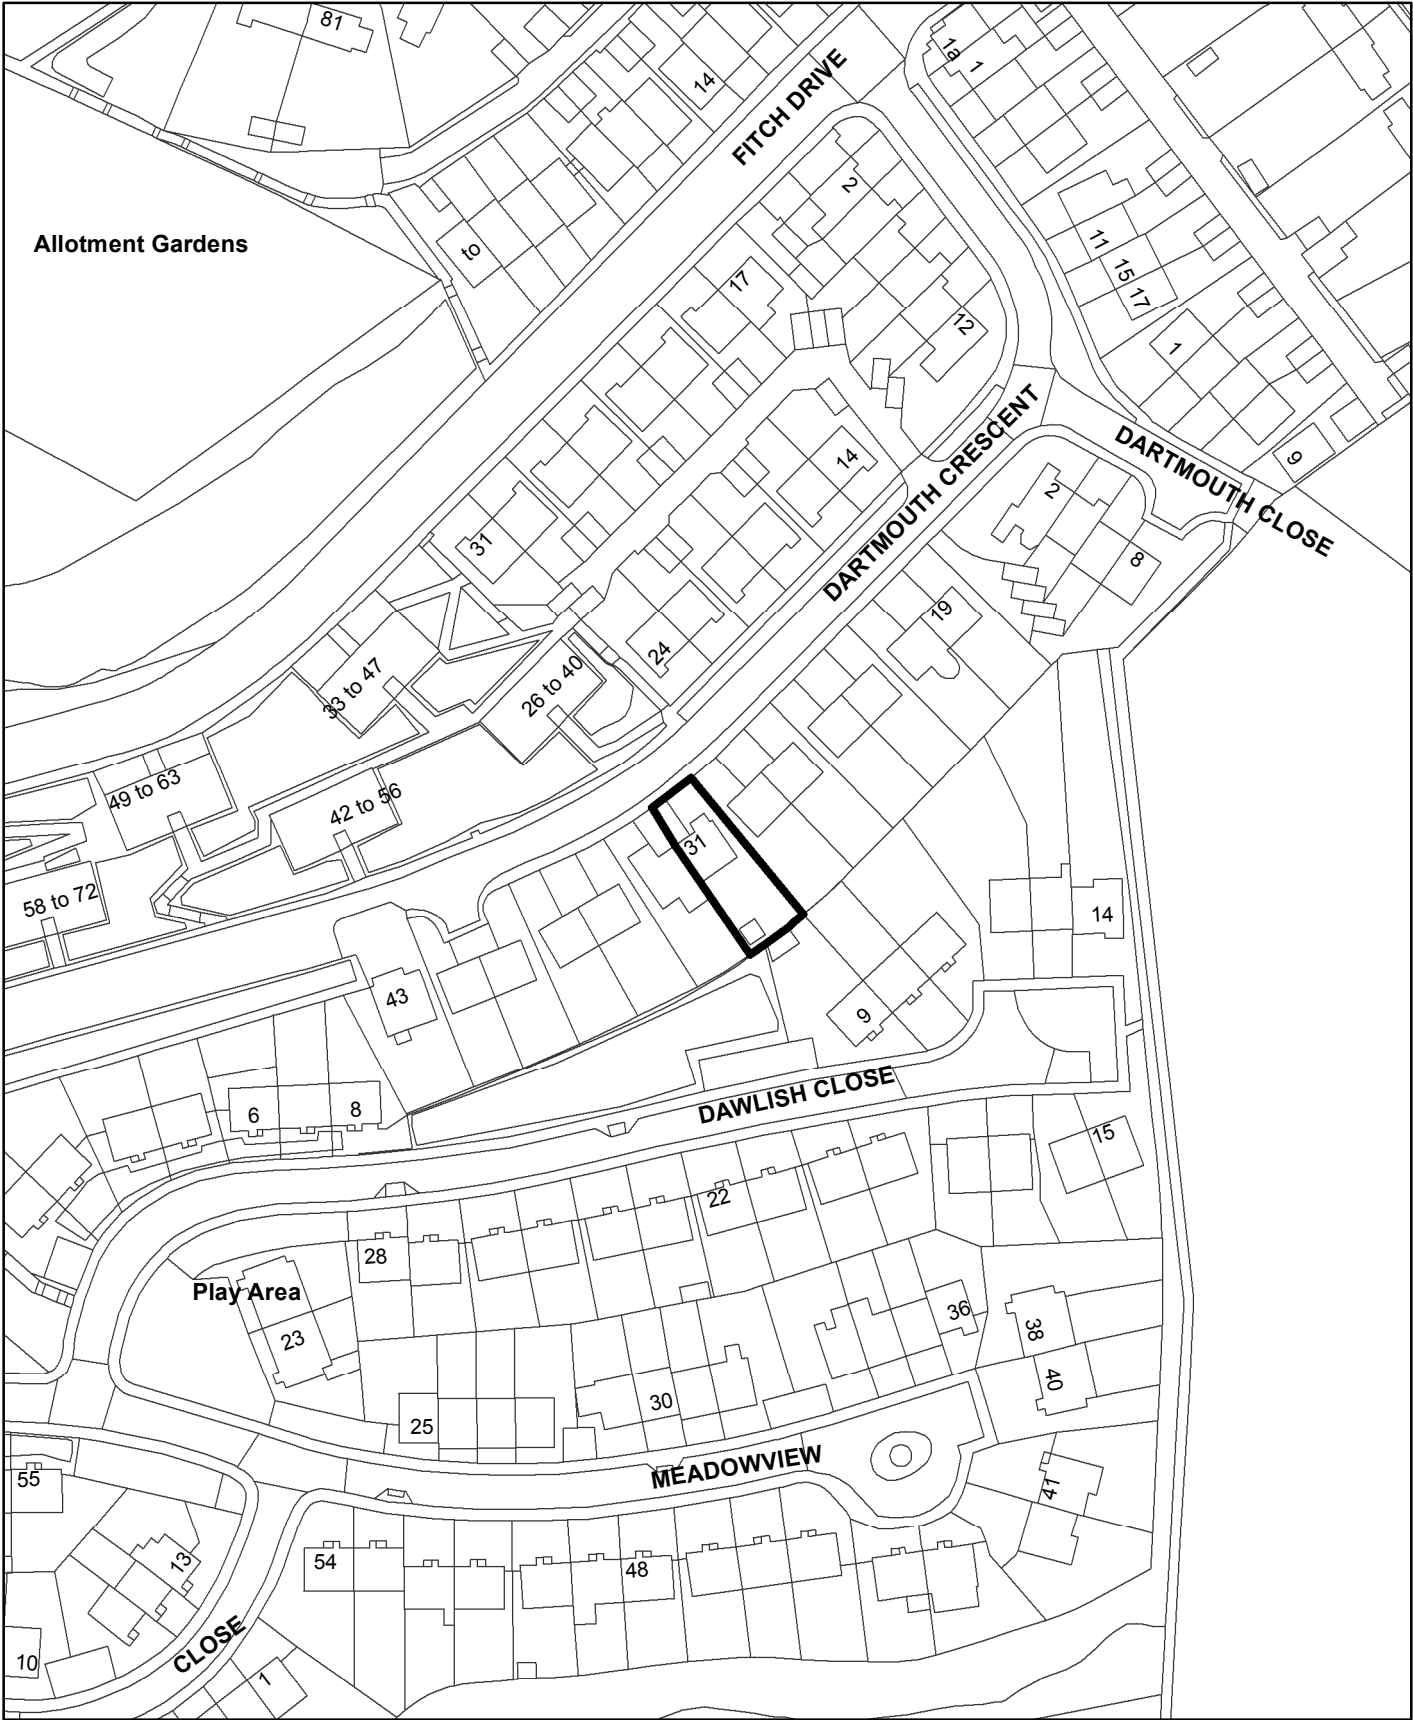 81
14
FITCH DRIVE
1a
1
Allotment Gardens
to
2
17
11
15
17
12
1
14
DARTMOUTH CRESCENT
DARTMOUTH CLOSE
9
2
8
31
24
19
33 to 47
26 to 40
49 to 63
42 to 56
58 to 72
31
14
43
9
6
8
DAWLISH CLOSE
15
22
28
Play Area
23
36
38
40
25
30
MEADOWVIEW
55
41
13
54
48
10
CLOSE
1